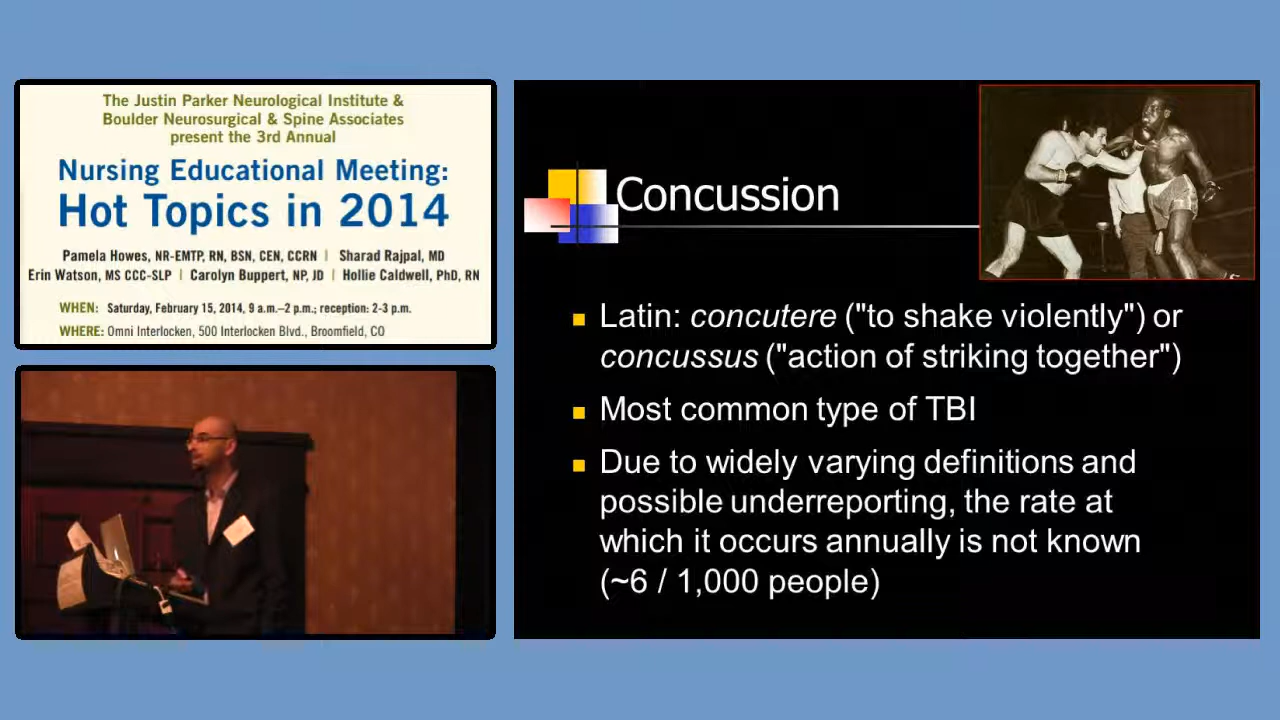 The Justin Parker Neurological Institute &
Boulder Neurosurgical & Spine Associates
present the 3rd Annual
Nursing Educational Meeting:
Hot Topics in 2014
Pamela Howes, NR-EMTP, RN, BSN, CEN, CCRN | Sharad Rajpal, MD
Erin Watson, MS CCC-SLP | Carolyn Buppert, NP, JD | Hollie Caldwell, PhD, RN
WHEN: Saturday, February 15, 2014, 9 a.m.–2 p.m.; reception: 2-3 p.m.
WHERE: Omni Interlocken, 500 Interlocken Blvd., Broomfield, CO
Concussion
Latin: concutere ("to shake violently") or
concussus ("action of striking together")
Most common type of TBI
Due to widely varying definitions and
possible underreporting, the rate at
which it occurs annually is not known
(~6 / 1,000 people)